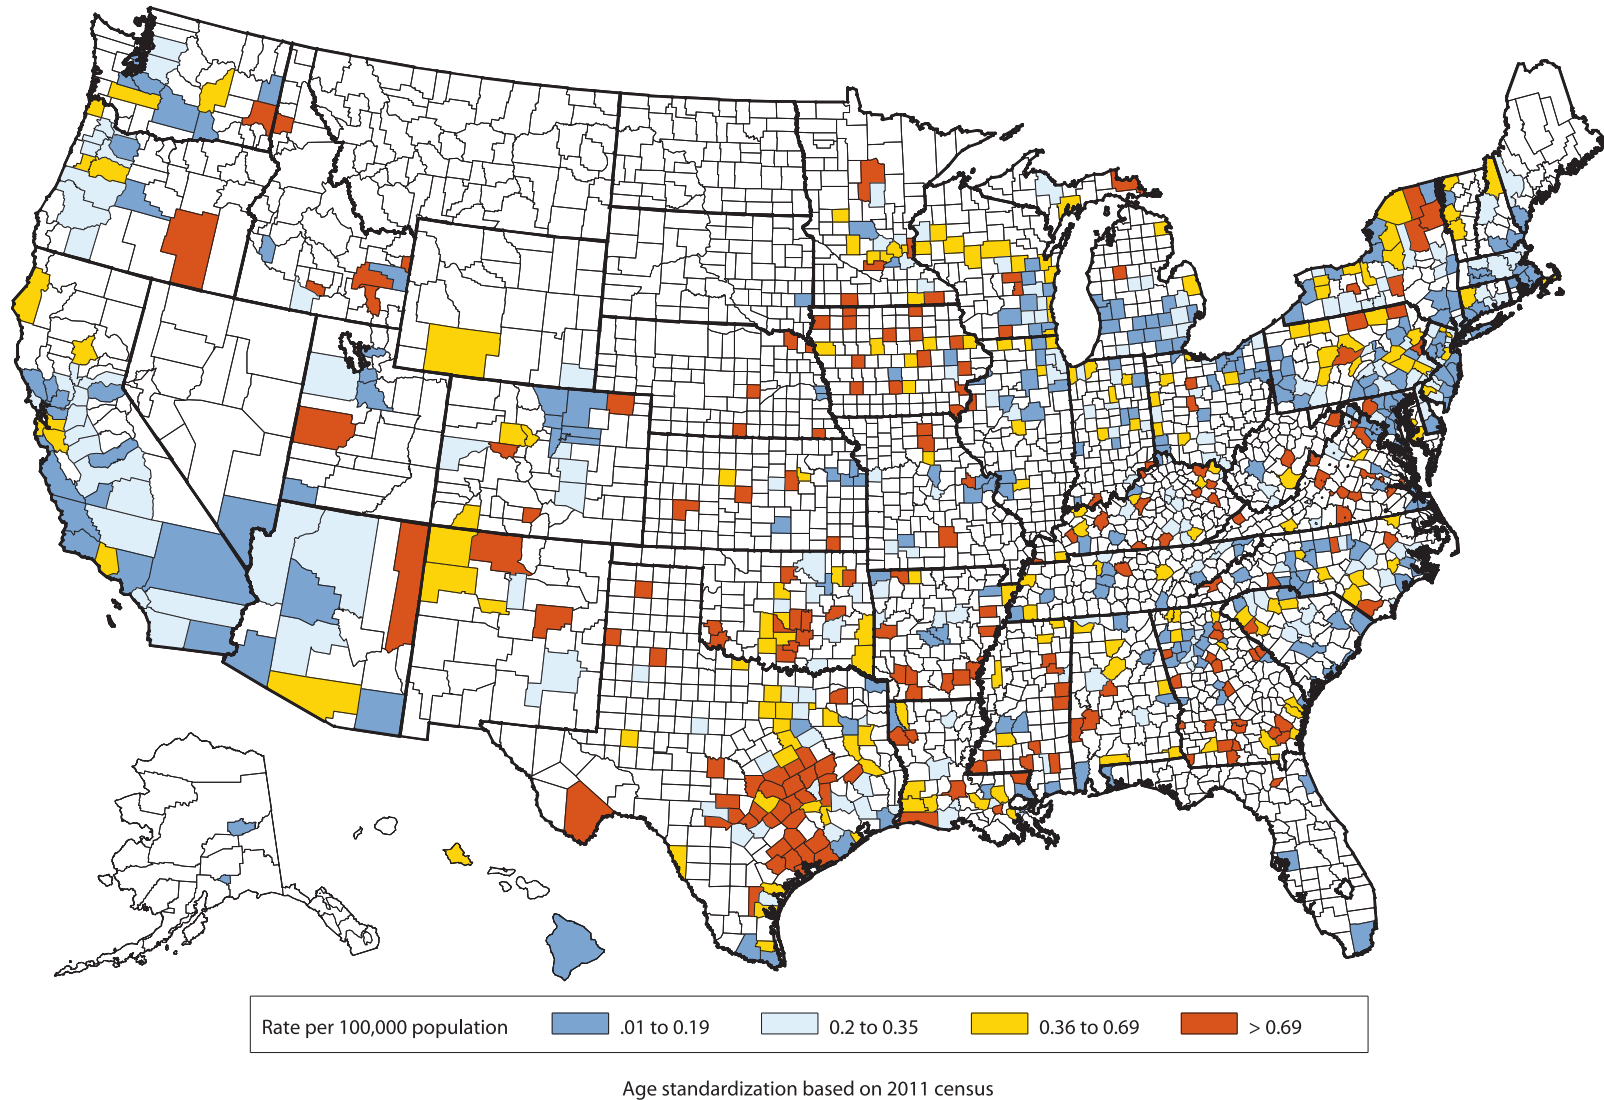 Rate per 100,000 population .01 to 0.19 0.2 to 0.35 0.36 to 0.69 > 0.69
Age standardization based on 2011 census